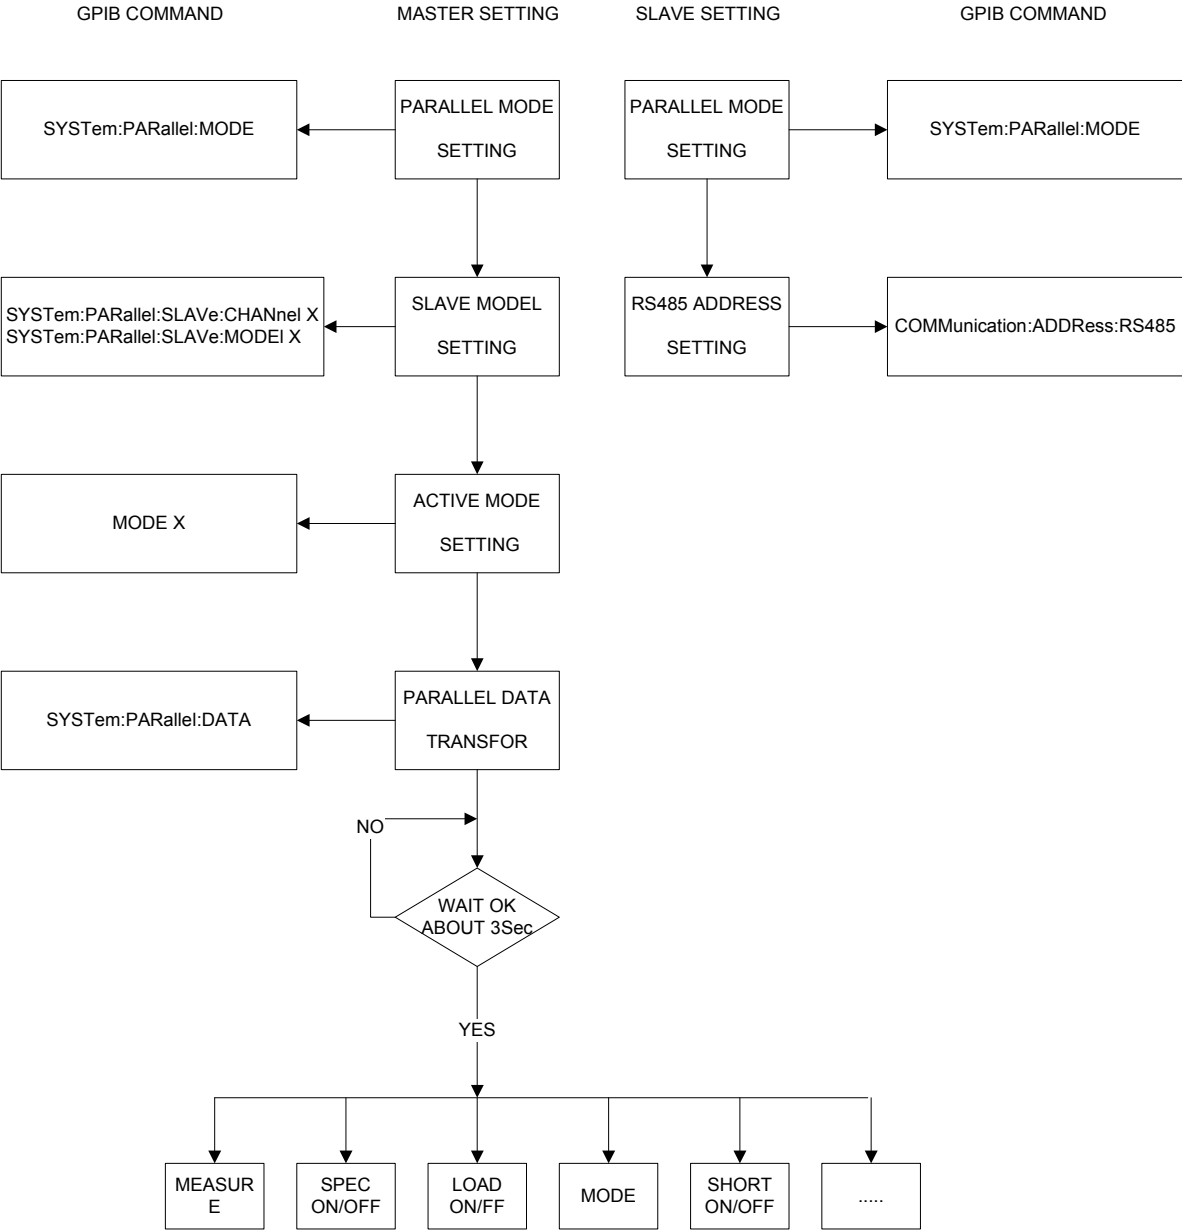 GPIB COMMAND
MASTER SETTING
SLAVE SETTING
GPIB COMMAND
SYSTem:PARallel:MODE
PARALLEL MODE
SETTING
PARALLEL MODE
SETTING
SYSTem:PARallel:MODE
SYSTem:PARallel:SLAVe:CHANnel X
SYSTem:PARallel:SLAVe:MODEl X
SLAVE MODEL
SETTING
RS485 ADDRESS
SETTING
COMMunication:ADDRess:RS485
MODE X
ACTIVE MODE
SETTING
SYSTem:PARallel:DATA
PARALLEL DATA
TRANSFOR
NO
WAIT OK
ABOUT 3Sec
YES
MEASUR
E
SPEC
ON/OFF
LOAD
ON/FF
MODE
SHORT
ON/OFF
.....